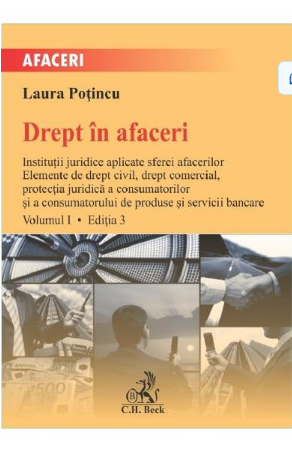 AFACERI
Laura Poțincu
Drept în afaceri
Instituții juridice aplicate sferei afacerilor
Elemente de drept civil, drept comercial,
protecția juridică a consumatorilor
și a consumatorului de produse și servicii bancare
Volumul I • Ediția 3
B
C.H. Beck